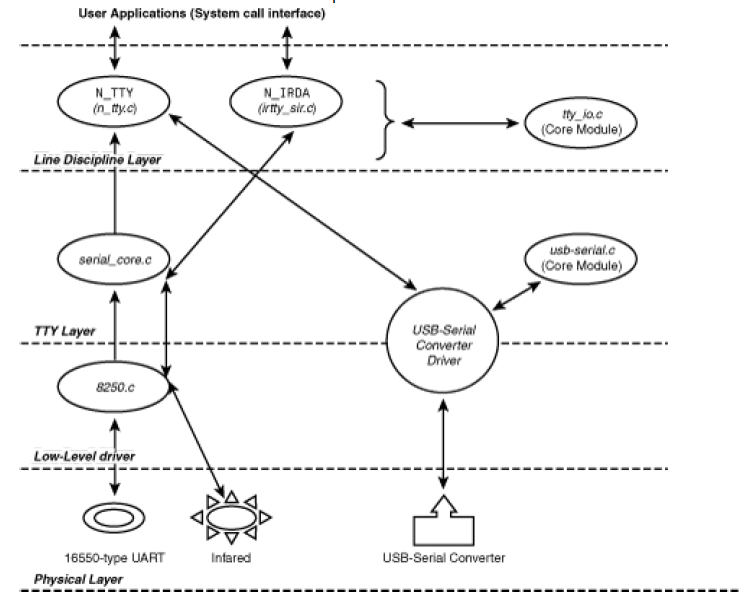 User Applications (System call interface)
N_TTY
(n_tty.c)
N_IRDA
(irtty_sir.c)
tty_io.c
(Core Module)
Line Discipline Layer
serial_core.c
usb-serial.c
(Core Module)
TTY Layer
USB-Serial
Converter
Driver
8250.c
Low-Level driver
16550-type UART
Infared
USB-Serial Converter
Physical Layer